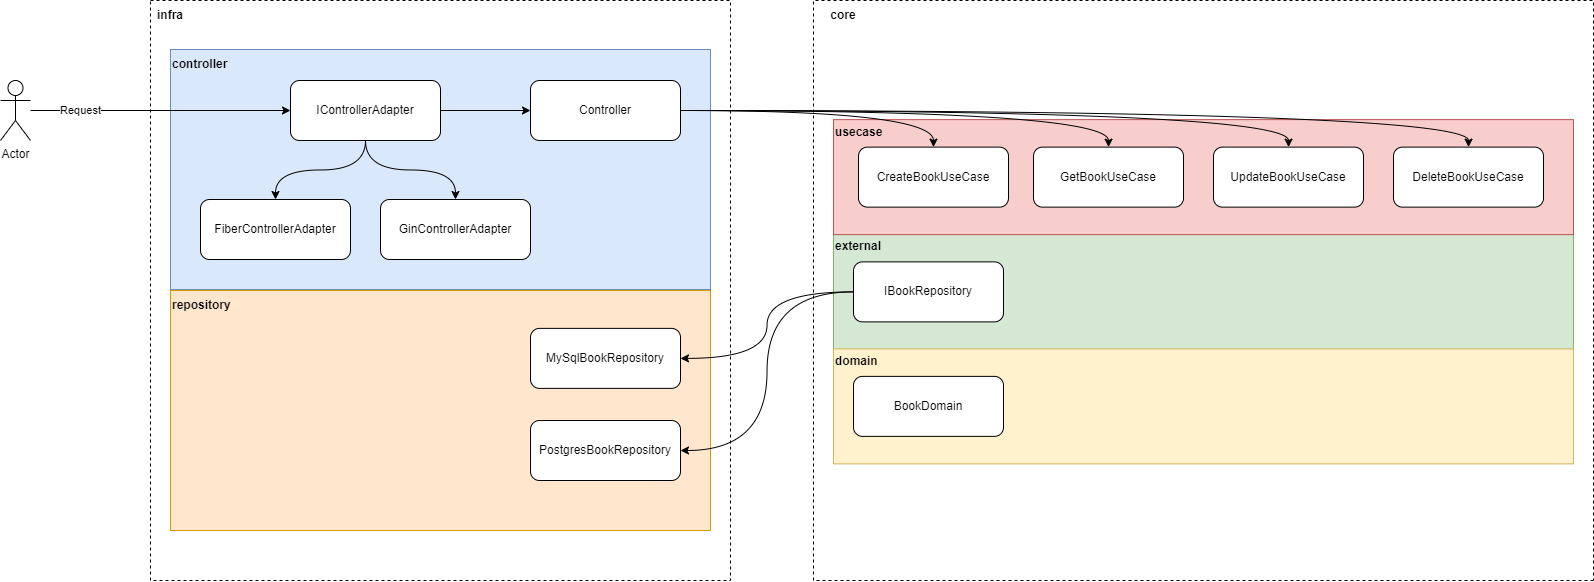 infra
core
controller
IControllerAdapter
Controller
Request
Actor
usecase
CreateBookUseCase
GetBookUseCase
UpdateBookUseCase
DeleteBookUseCase
FiberControllerAdapter
GinControllerAdapter
external
IBookRepository
repository
MySqlBookRepository
domain
BookDomain
PostgresBookRepository